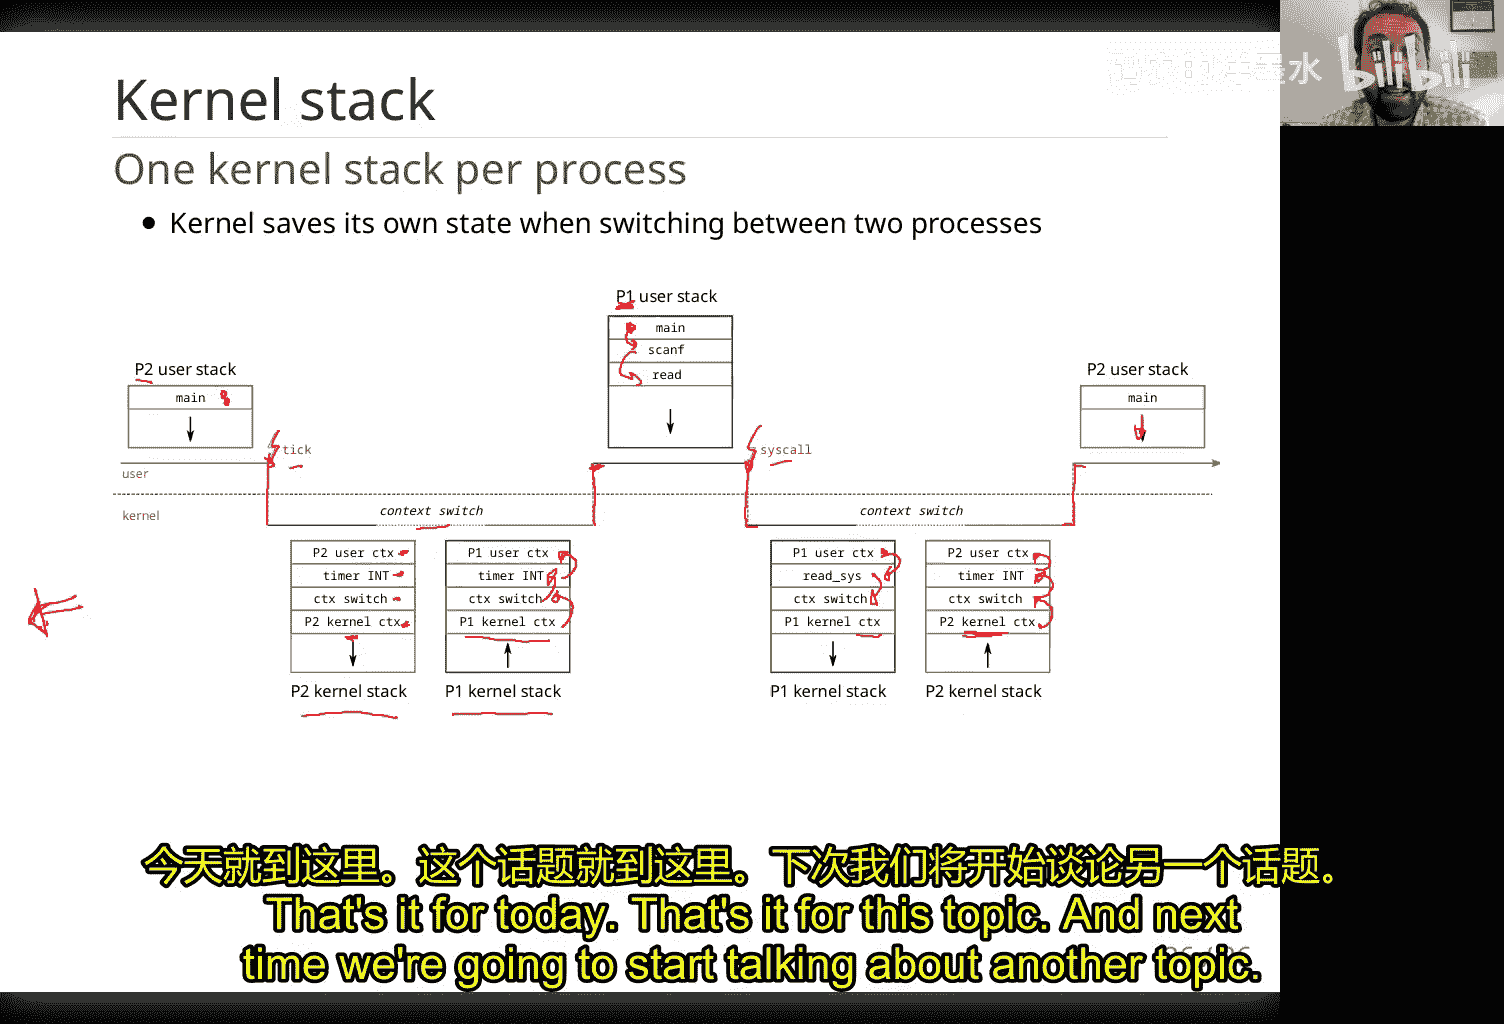 Kernel stack
One kernel stack per process
• Kernel saves its own state when switching between two processes
P1 user stack
main
scanf
read
P2 user stack
main
P2 user stack
main
tick
syscall
user
kernel
context switch
context switch
P2 user ctx
timer INT
ctx switch
P2 kernel ctx
P2 kernel stack
P1 user ctx
timer INT
ctx switch
P1 kernel ctx
P1 kernel stack
P1 user ctx
read_sys
ctx switch
P1 kernel ctx
P1 kernel stack
P2 user ctx
timer INT
ctx switch
P2 kernel ctx
P2 kernel stack
水 bilibili
今天就到这里。这个话题就到这里。下次我们将开始谈论另一个话题。
That's it for today. That's it for this topic. And next
time we're going to start talking about another topic.